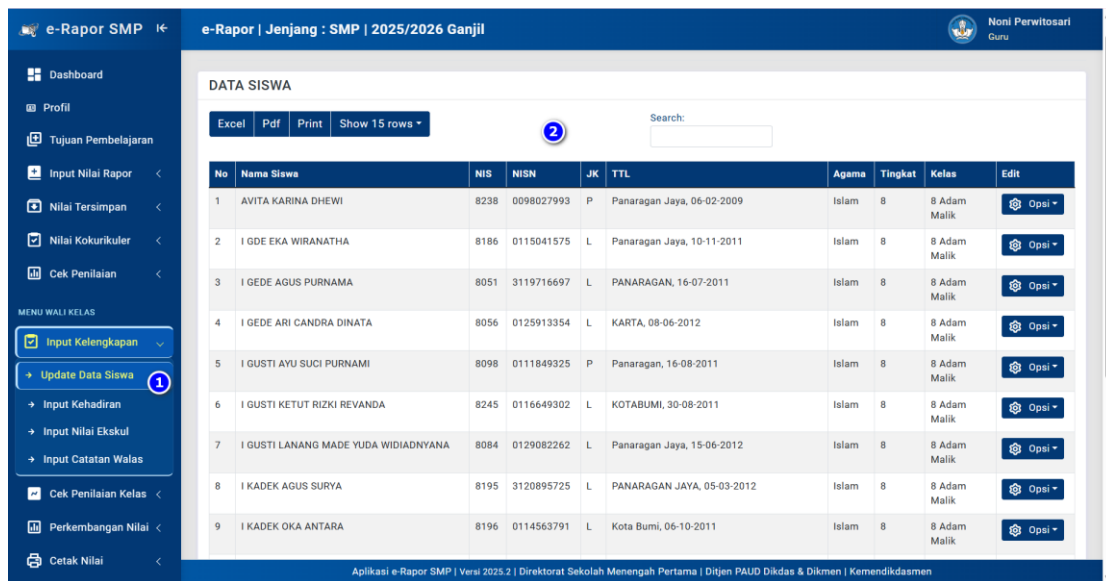 e-Rapor SMP
e-Rapor | Jenjang : SMP | 2025/2026 Ganjil
Noni Perwitosari
Guru
Dashboard
Profil
Tujuan Pembelajaran
Input Nilai Rapor
Nilai Tersimpan
Nilai Kokurikuler
Cek Penilaian
MENU WALI KELAS
Input Kelengkapan
Update Data Siswa
1
Input Kehadiran
Input Nilai Ekskul
Input Catatan Walas
Cek Penilaian Kelas
Perkembangan Nilai
Cetak Nilai
DATA SISWA
Excel Pdf Print Show 15 rows
2
Search:
No Nama Siswa NIS NISN JK TTL Agama Tingkat Kelas Edit
1 AVITA KARINA DHEWI 8238 0098027993 P Panaragan Jaya, 06-02-2009 Islam 8 8 Adam Opsi
Malik
2 I GDE EKA WIRANATHA 8186 0115041575 L Panaragan Jaya, 10-11-2011 Islam 8 8 Adam Opsi
Malik
3 I GEDE AGUS PURNAMA 8051 3119716697 L PANARAGAN, 16-07-2011 Islam 8 8 Adam Opsi
Malik
4 I GEDE ARI CANDRA DINATA 8056 0125913354 L KARTA, 08-06-2012 Islam 8 8 Adam Opsi
Malik
5 I GUSTI AYU SUCI PURNAMI 8098 0111849325 P Panaragan, 16-08-2011 Islam 8 8 Adam Opsi
Malik
6 I GUSTI KETUT RIZKI REVANDA 8245 0116649302 L KOTABUMI, 30-08-2011 Islam 8 8 Adam Opsi
Malik
7 I GUSTI LANANG MADE YUDA WIDIADNYANA 8084 0129082262 L Panaragan Jaya, 15-06-2012 Islam 8 8 Adam Opsi
Malik
8 I KADEK AGUS SURYA 8195 3120895725 L PANARAGAN JAYA, 05-03-2012 Islam 8 8 Adam Opsi
Malik
9 I KADEK OKA ANTARA 8196 0114563791 L Kota Bumi, 06-10-2011 Islam 8 8 Adam Opsi
Malik
Aplikasi e-Rapor SMP | Versi 2025.2 | Direktorat Sekolah Menengah Pertama | Ditjen PAUD Dikdas & Dikmen | Kemendikdasmen